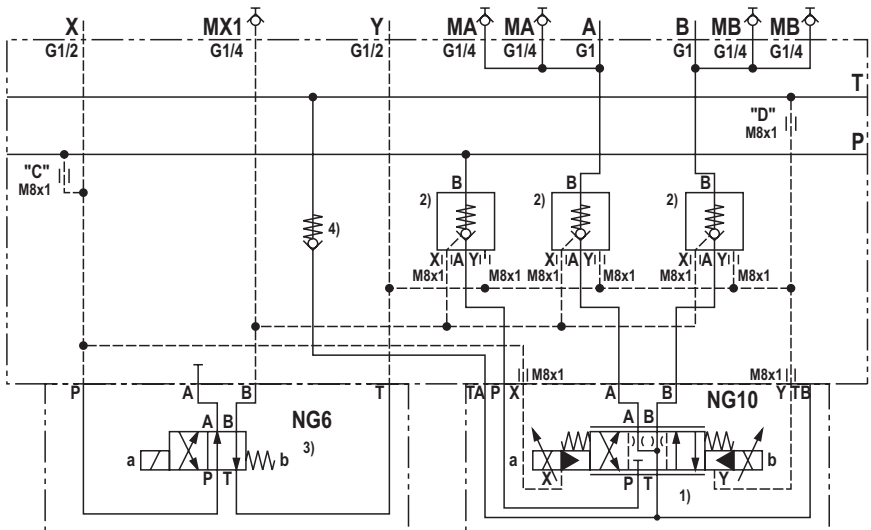 X MX1 Y MA MA A B MB MB
G1/2 G1/4 G1/2 G1/4 G1/4 G1 G1 G1/4 G1/4
T
"D"
M8x1
P
"C"
M8x1
B B B
2) 2) 2)
4)
X A Y X A Y X A Y
M8x1 M8x1 M8x1 M8x1 M8x1 M8x1
M8x1 M8x1
P A B T TA P X A B Y TB
NG6 NG10
A B A B
3)
a b a b
P T X P T Y
1)